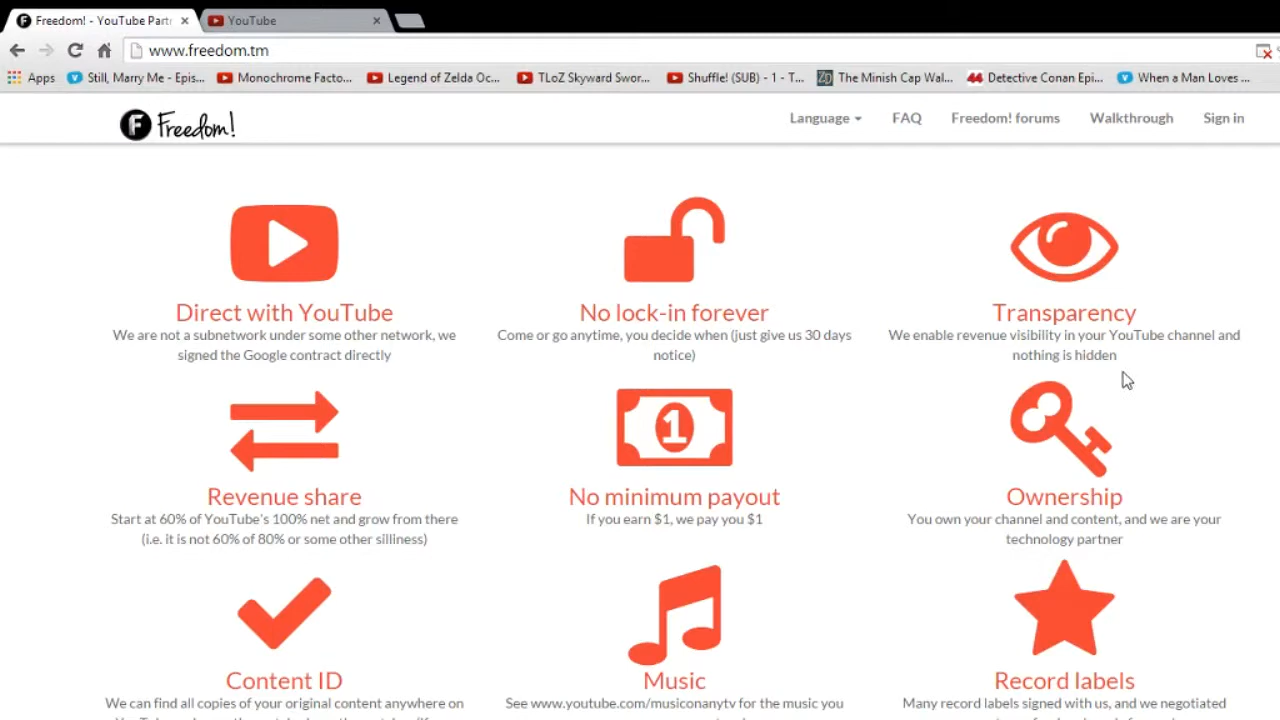 Freedom! - YouTube Partn
YouTube
www.freedom.tm
Apps
Still, Marry Me - Epis...
Monochrome Facto...
Legend of Zelda Oc...
TLoZ Skyward Swor...
Shuffle! (SUB) - 1 - T...
The Minish Cap Wal...
Detective Conan Epi...
When a Man Loves ...
F Freedom!
Language
FAQ
Freedom! forums
Walkthrough
Sign in
Direct with YouTube
We are not a subnetwork under some other network, we
signed the Google contract directly
No lock-in forever
Come or go anytime, you decide when (just give us 30 days
notice)
Transparency
We enable revenue visibility in your YouTube channel and
nothing is hidden
Revenue share
Start at 60% of YouTube's 100% net and grow from there
(i.e. it is not 60% of 80% or some other silliness)
1
No minimum payout
If you earn $1, we pay you $1
Ownership
You own your channel and content, and we are your
technology partner
Content ID
We can find all copies of your original content anywhere on
Music
See www.youtube.com/musiconanytv for the music you
Record labels
Many record labels signed with us, and we negotiated